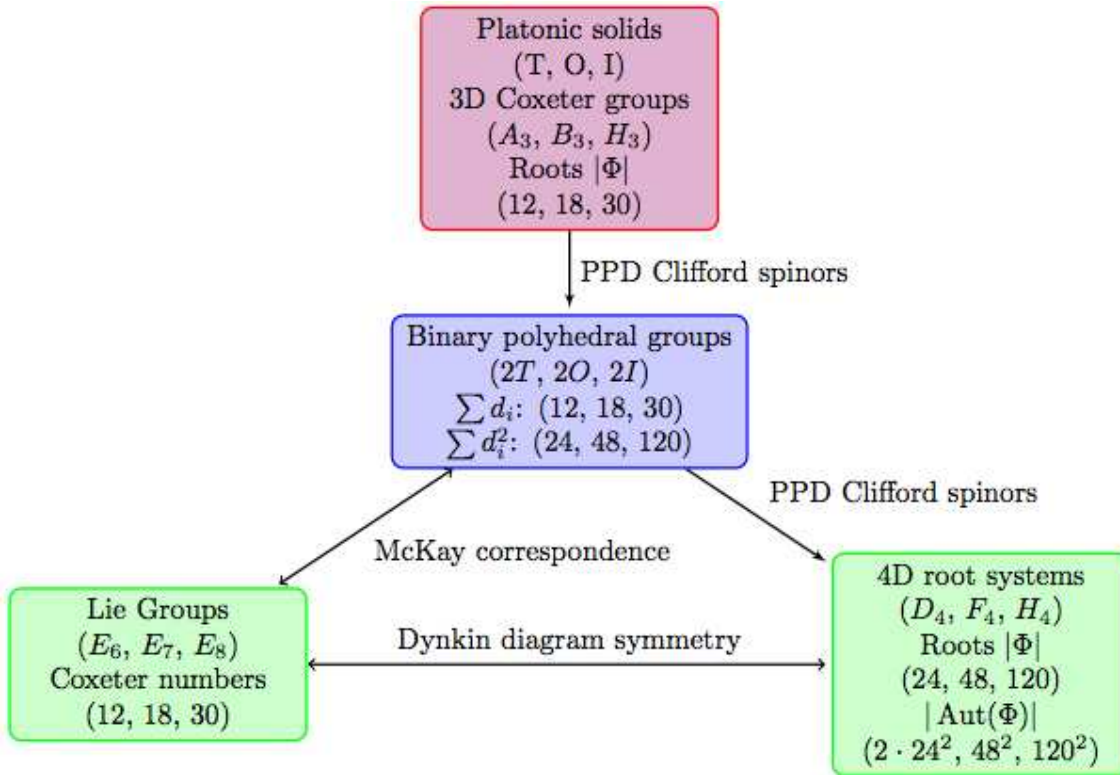 Platonic solids
(T, O, I)
3D Coxeter groups
(A₃, B₃, H₃)
Roots |Φ|
(12, 18, 30)
PPD Clifford spinors
Binary polyhedral groups
(2T, 2O, 2I)
∑ dᵢ: (12, 18, 30)
∑ dᵢ²: (24, 48, 120)
PPD Clifford spinors
McKay correspondence
Lie Groups
(E₆, E₇, E₈)
Coxeter numbers
(12, 18, 30)
Dynkin diagram symmetry
4D root systems
(D₄, F₄, H₄)
Roots |Φ|
(24, 48, 120)
| Aut(Φ)|
(2 · 24², 48², 120²)